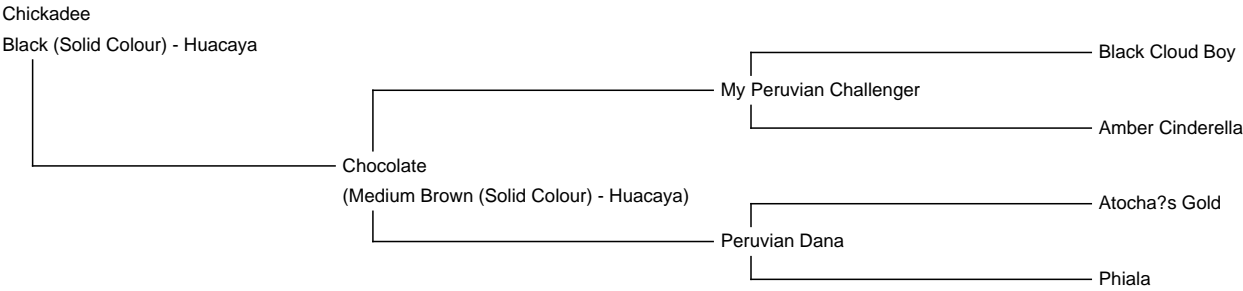 Chickadee
Black (Solid Colour) - Huacaya
Black Cloud Boy
My Peruvian Challenger
Amber Cinderella
Chocolate
(Medium Brown (Solid Colour) - Huacaya)
Atocha?s Gold
Peruvian Dana
Phiala